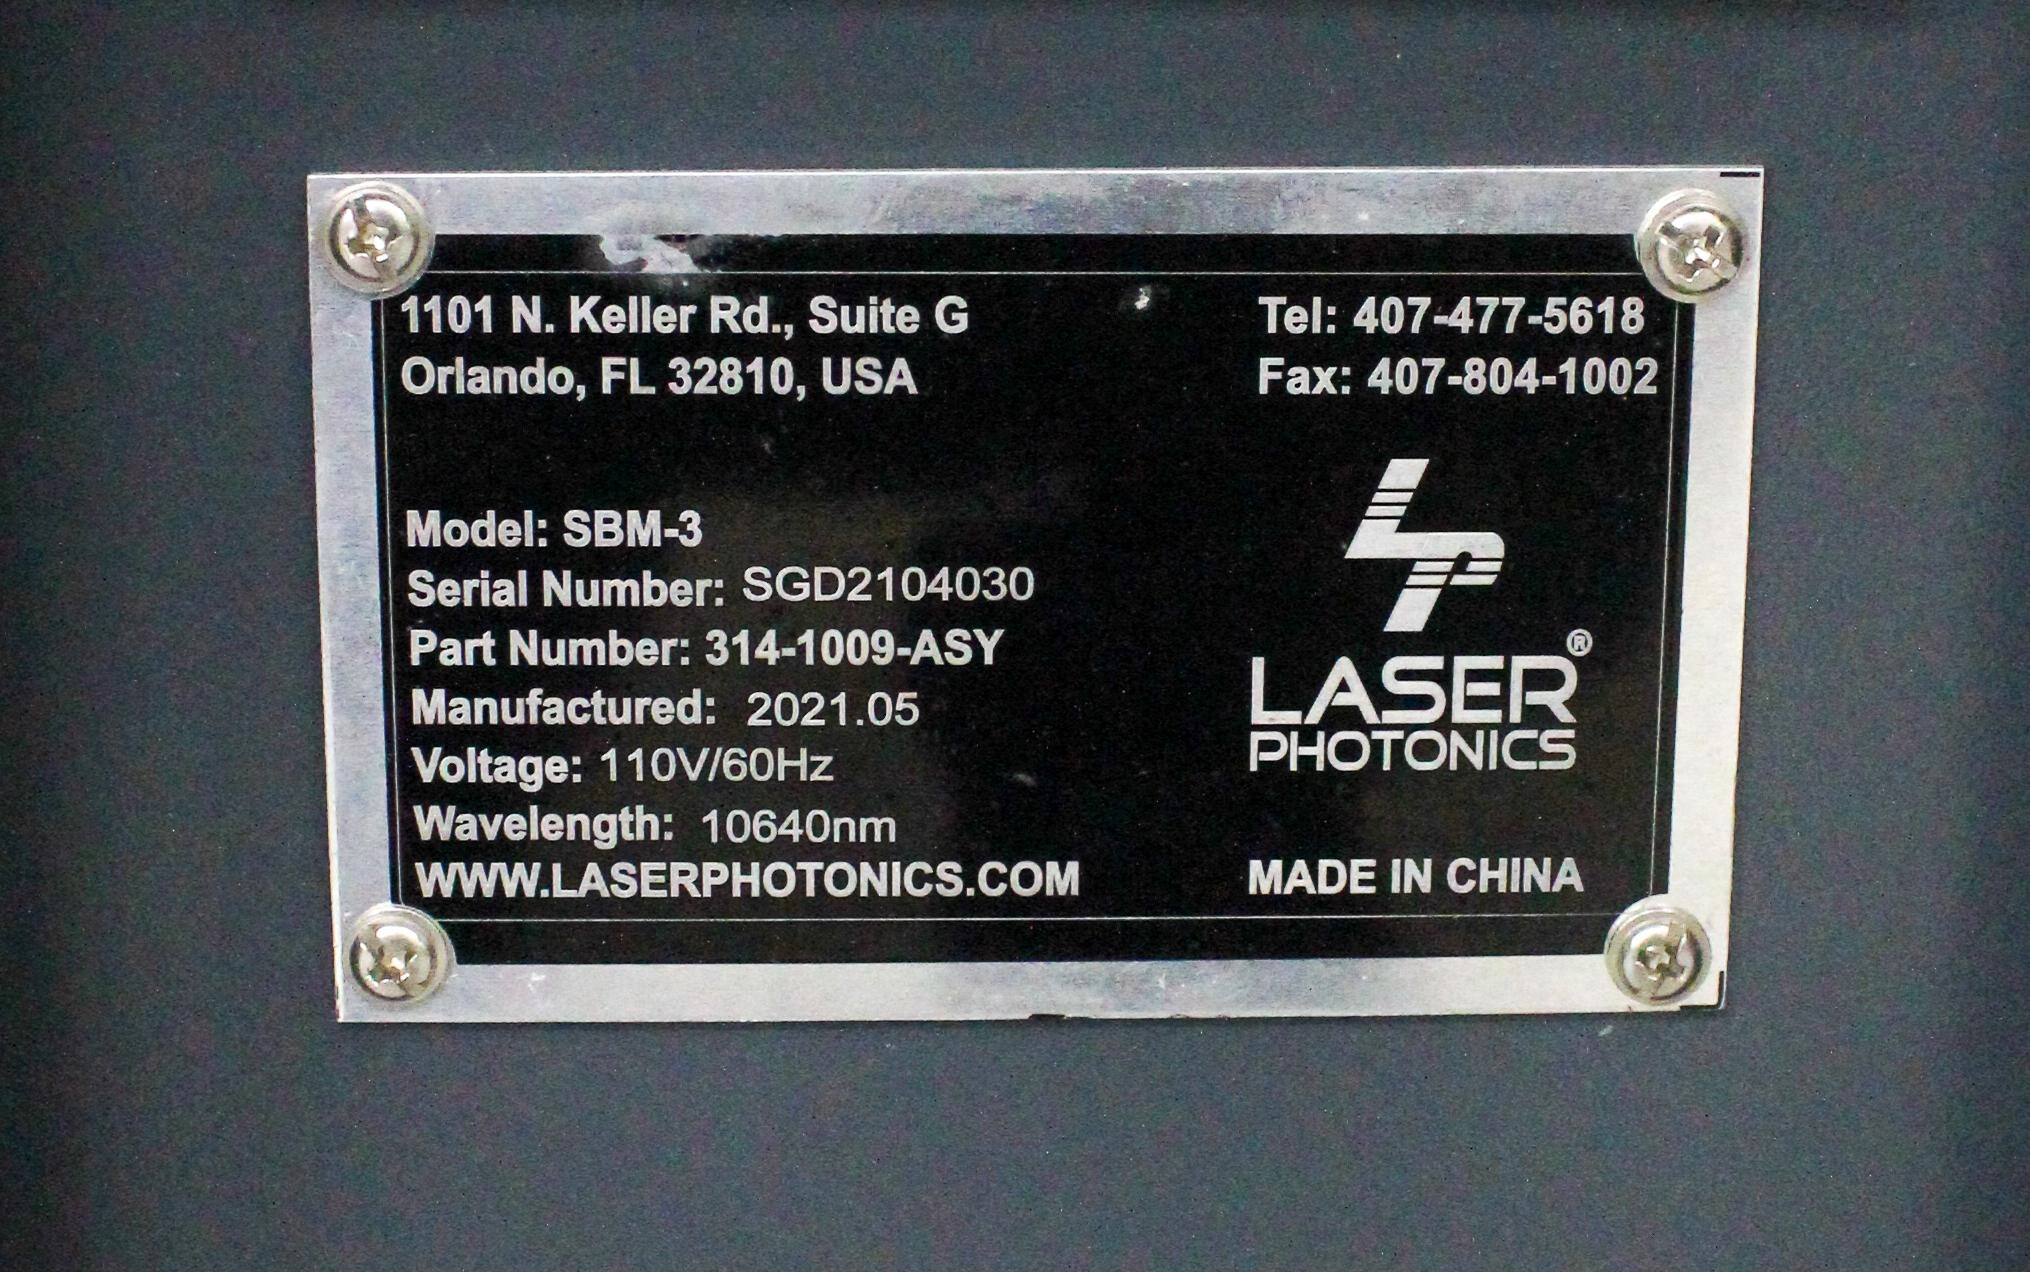 1101 N. Keller Rd., Suite G
Orlando, FL 32810, USA
Tel: 407-477-5618
Fax: 407-804-1002
Model: SBM-3
Serial Number: SGD2104030
Part Number: 314-1009-ASY
Manufactured: 2021.05
Voltage: 110V/60Hz
Wavelength: 10640nm
WWW.LASERPHOTONICS.COM
LP
LASER®
PHOTONICS
MADE IN CHINA